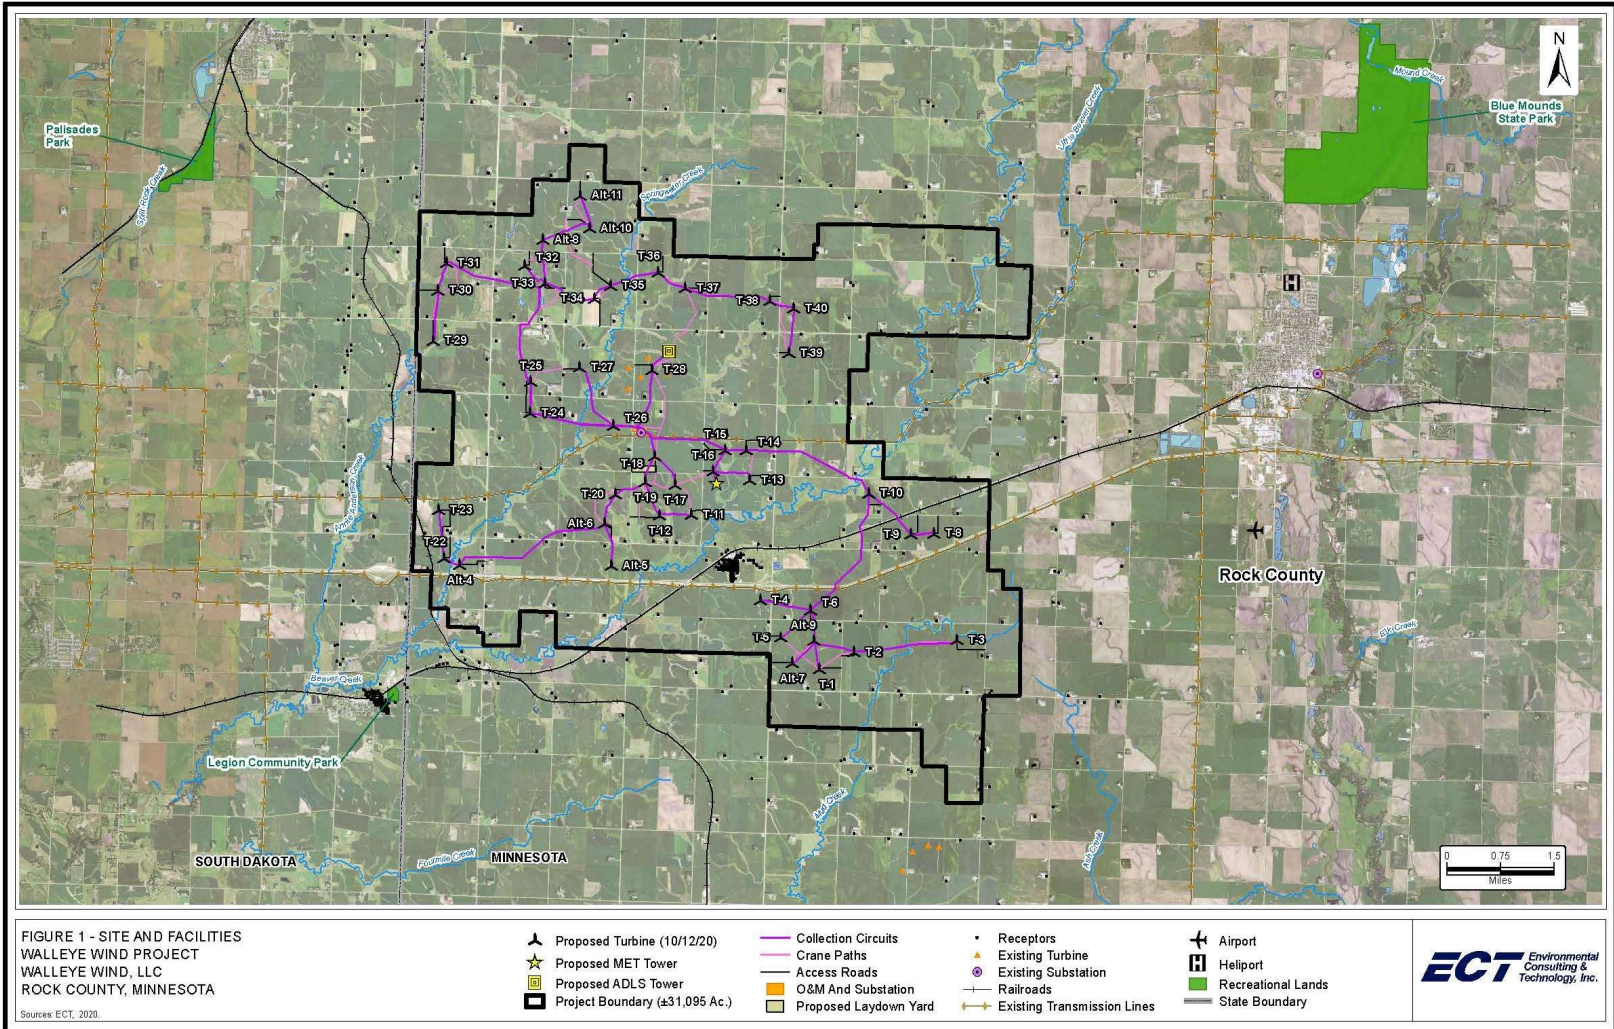 N
Mound Creek
Blue Mounds
State Park
Palisades
Park
Split Rock Creek
Little Beaver Creek
Springwater Creek
Alt-11
Alt-10
Alt-8
T-36
T-32
T-31
T-33
T-35
T-37
T-30
T-34
T-38
T-40
T-29
T-39
T-25
T-27
T-28
T-24
T-26
T-15
T-14
T-16
T-18
T-13
T-20
T-19
T-17
T-10
T-23
Alt-6
T-12
T-11
T-9
T-8
T-22
Alt-4
Alt-5
Annie Anderson Creek
Rock County
T-4
T-6
Alt-9
T-5
T-3
T-2
Elk Creek
Alt-7
T-1
Beaver Creek
Legion Community Park
Mud Creek
Ash Creek
SOUTH DAKOTA
Fourmile Creek
MINNESOTA
0 0.75 1.5
Miles
FIGURE 1 - SITE AND FACILITIES
WALLEYE WIND PROJECT
WALLEYE WIND, LLC
ROCK COUNTY, MINNESOTA
Sources: ECT, 2020.
Proposed Turbine (10/12/20)
Proposed MET Tower
Proposed ADLS Tower
Project Boundary (±31,095 Ac.)
Collection Circuits
Crane Paths
Access Roads
O&M And Substation
Proposed Laydown Yard
Receptors
Existing Turbine
Existing Substation
Railroads
Existing Transmission Lines
Airport
H Heliport
Recreational Lands
State Boundary
ECT Environmental
Consulting &
Technology, Inc.
H